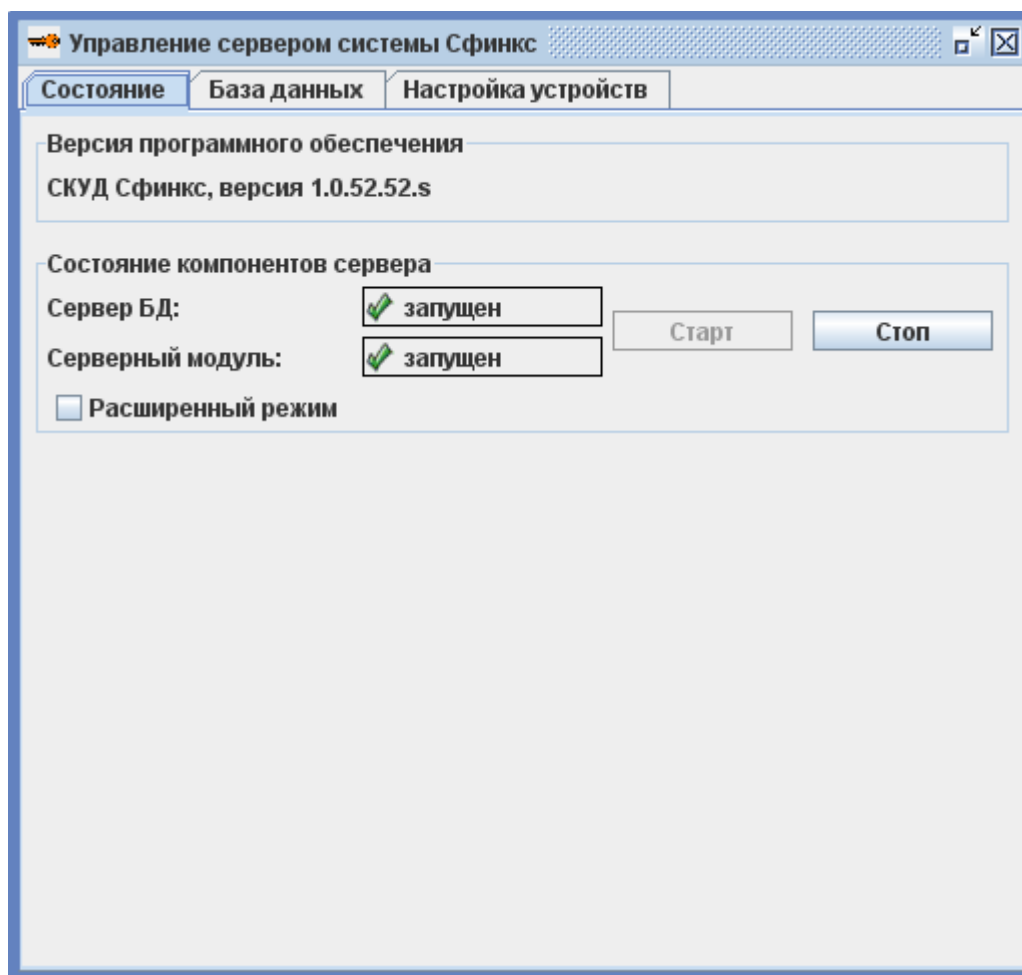 Управление сервером системы Сфинкс
Состояние База данных Настройка устройств
Версия программного обеспечения
СКУД Сфинкс, версия 1.0.52.52.s
Состояние компонентов сервера
Сервер БД: запущен
Старт Стоп
Серверный модуль: запущен
Расширенный режим